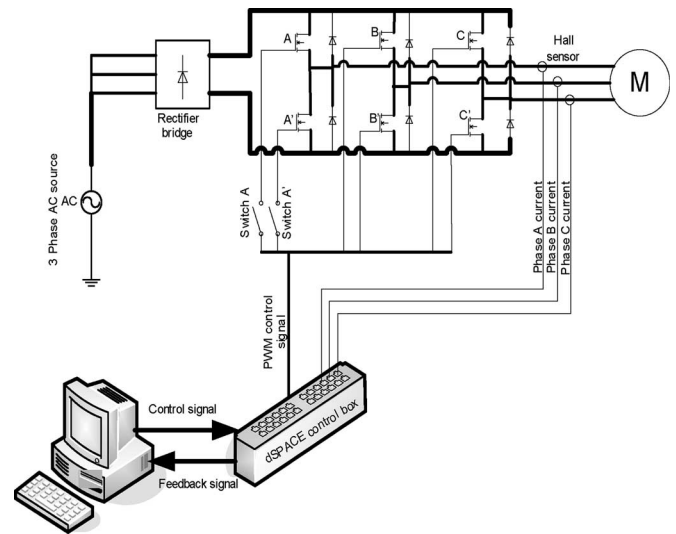 A
B
C
Hall
sensor
M
Rectifier
bridge
A'
B'
C'
3 Phase AC source
AC
Switch A
Switch A'
Phase A current
Phase B current
Phase C current
PWM control
signal
Control signal
dSPACE control box
Feedback signal